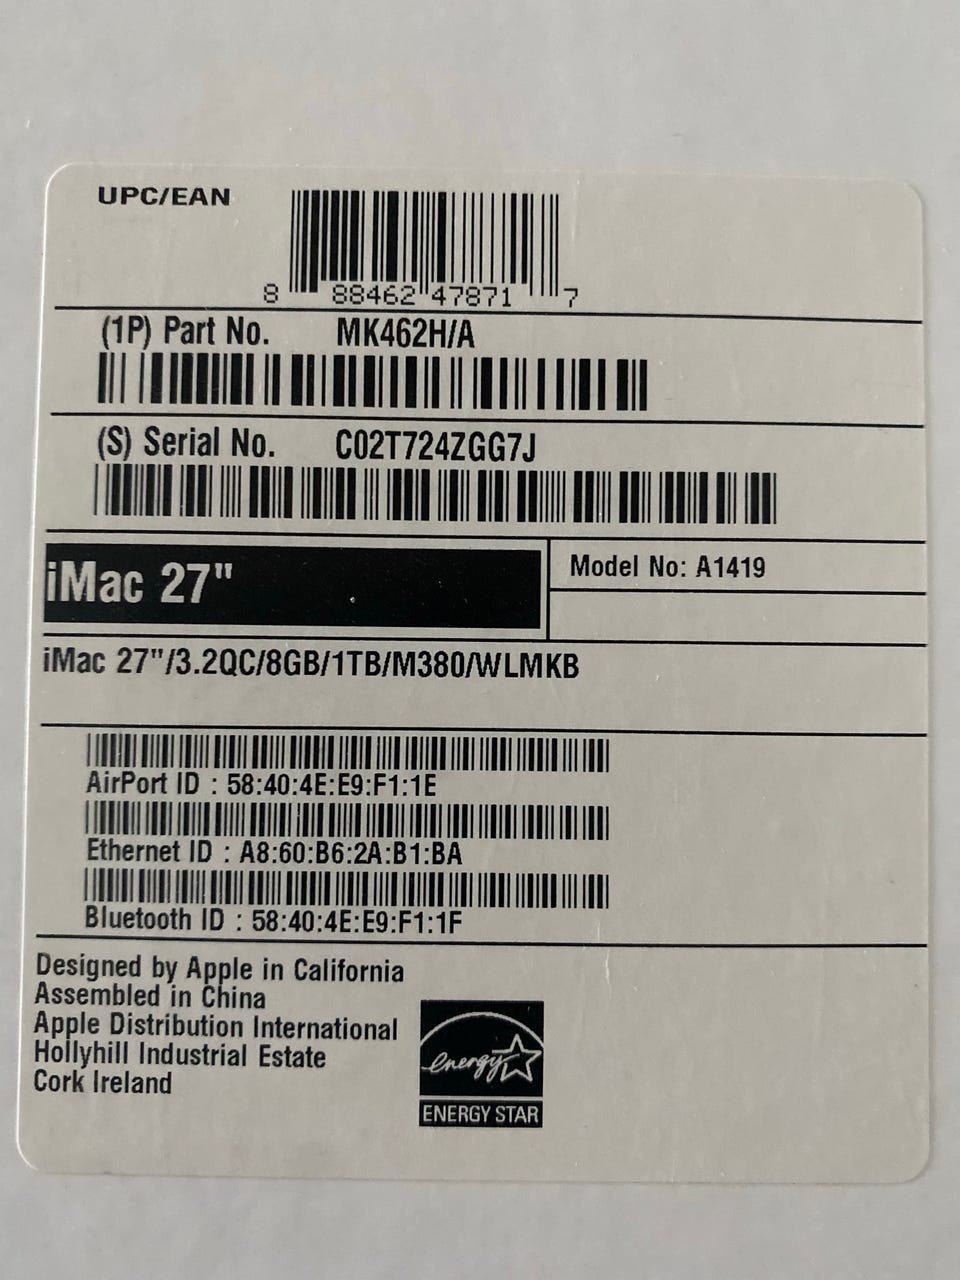 UPC/EAN
8 88462 47871 7
(1P) Part No. MK462H/A
(S) Serial No. C02T724ZGG7J
iMac 27"
Model No: A1419
iMac 27"/3.2QC/8GB/1TB/M380/WLMKB
AirPort ID : 58:40:4E:E9:F1:1E
Ethernet ID : A8:60:B6:2A:B1:BA
Bluetooth ID : 58:40:4E:E9:F1:1F
Designed by Apple in California
Assembled in China
Apple Distribution International
Hollyhill Industrial Estate
Cork Ireland
energy
ENERGY STAR